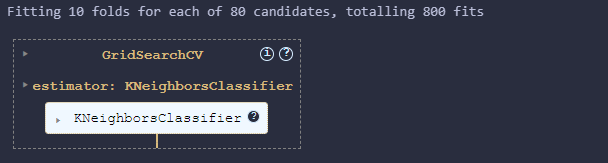 Fitting 10 folds for each of 80 candidates, totalling 800 fits
GridSearchCV i ?
estimator: KNeighborsClassifier
KNeighborsClassifier ?